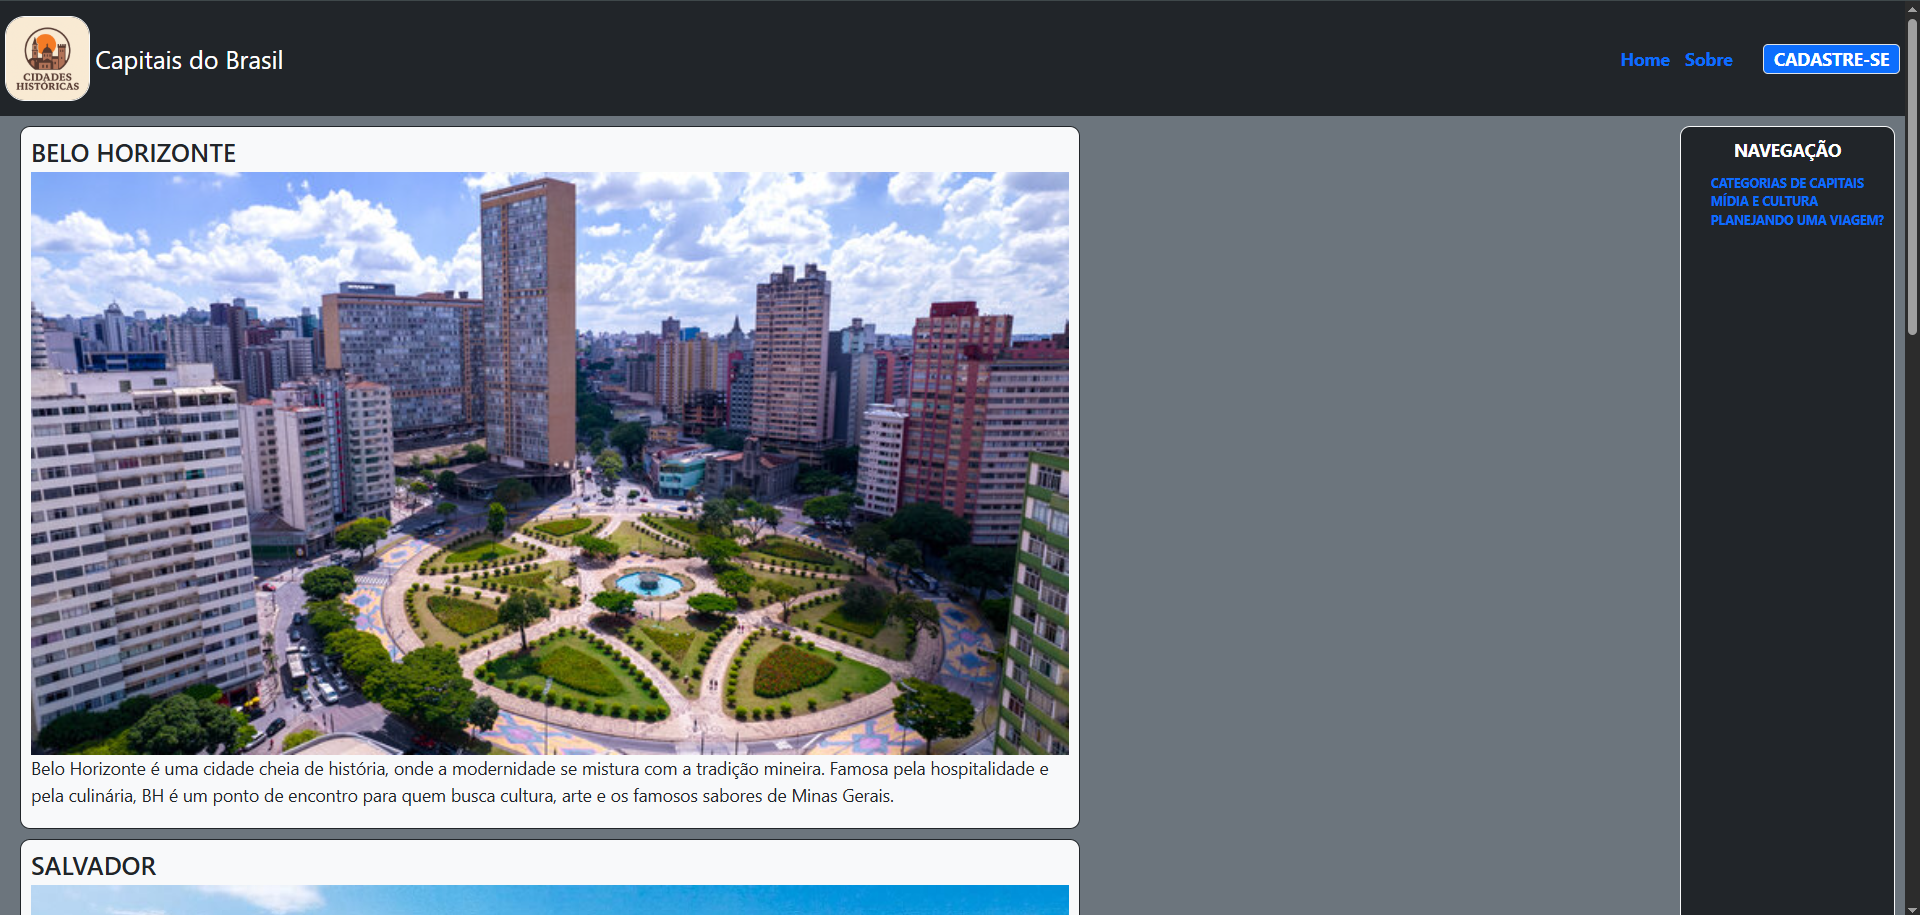 CIDADES
HISTÓRICAS
Capitais do Brasil
Home
Sobre
CADASTRE-SE
BELO HORIZONTE
Belo Horizonte é uma cidade cheia de história, onde a modernidade se mistura com a tradição mineira. Famosa pela hospitalidade e
pela culinária, BH é um ponto de encontro para quem busca cultura, arte e os famosos sabores de Minas Gerais.
SALVADOR
NAVEGAÇÃO
CATEGORIAS DE CAPITAIS
MÍDIA E CULTURA
PLANEJANDO UMA VIAGEM?